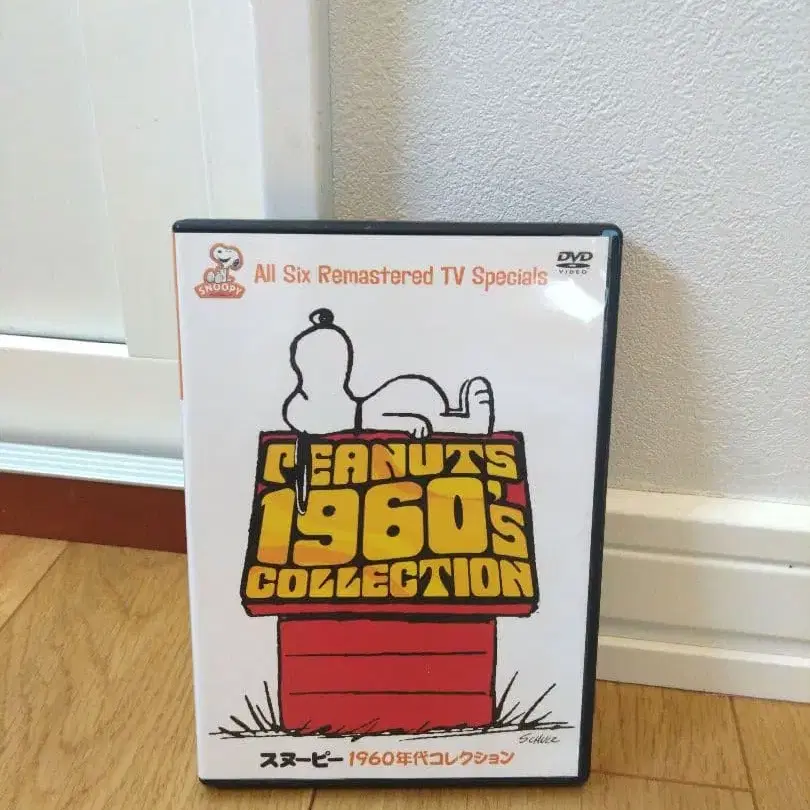 SNOOPY
All Six Remastered TV Specials
DVD
VIDEO
PEANUTS
1960's
COLLECTION
SCHULZ
スヌーピー 1960年代コレクション